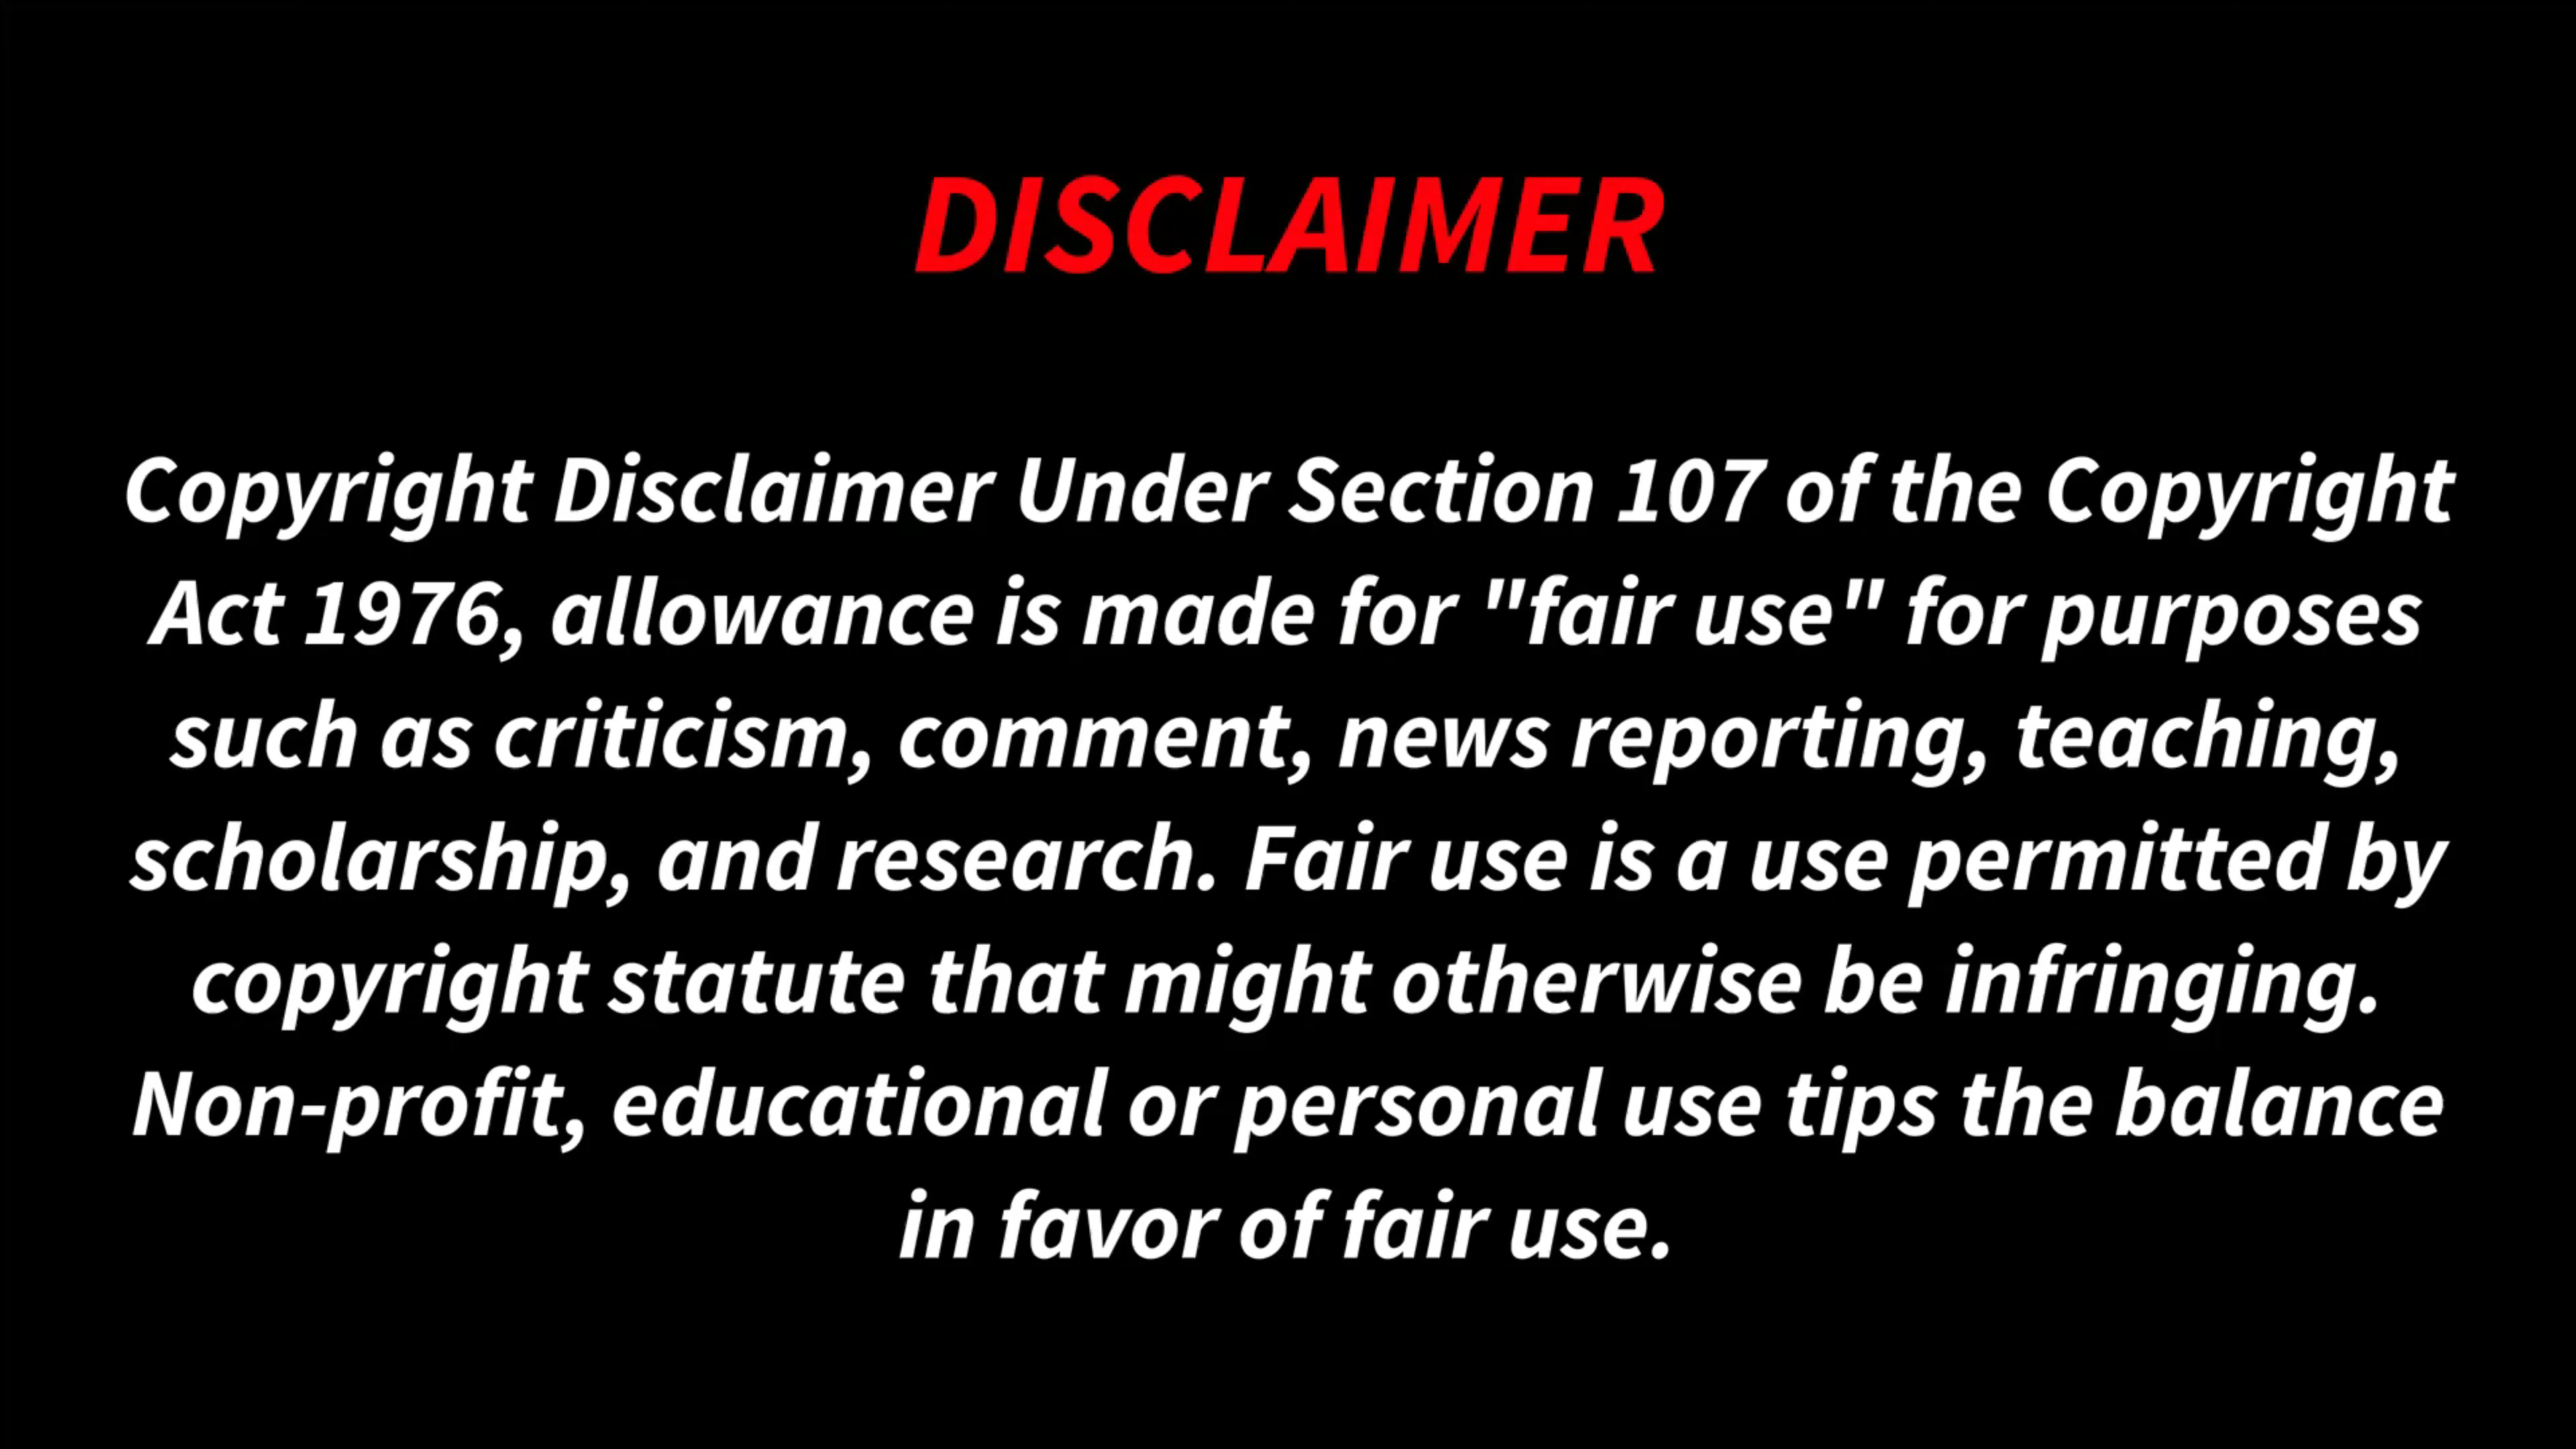 DISCLAIMER
Copyright Disclaimer Under Section 107 of the Copyright
Act 1976, allowance is made for "fair use" for purposes
such as criticism, comment, news reporting, teaching,
scholarship, and research. Fair use is a use permitted by
copyright statute that might otherwise be infringing.
Non-profit, educational or personal use tips the balance
in favor of fair use.